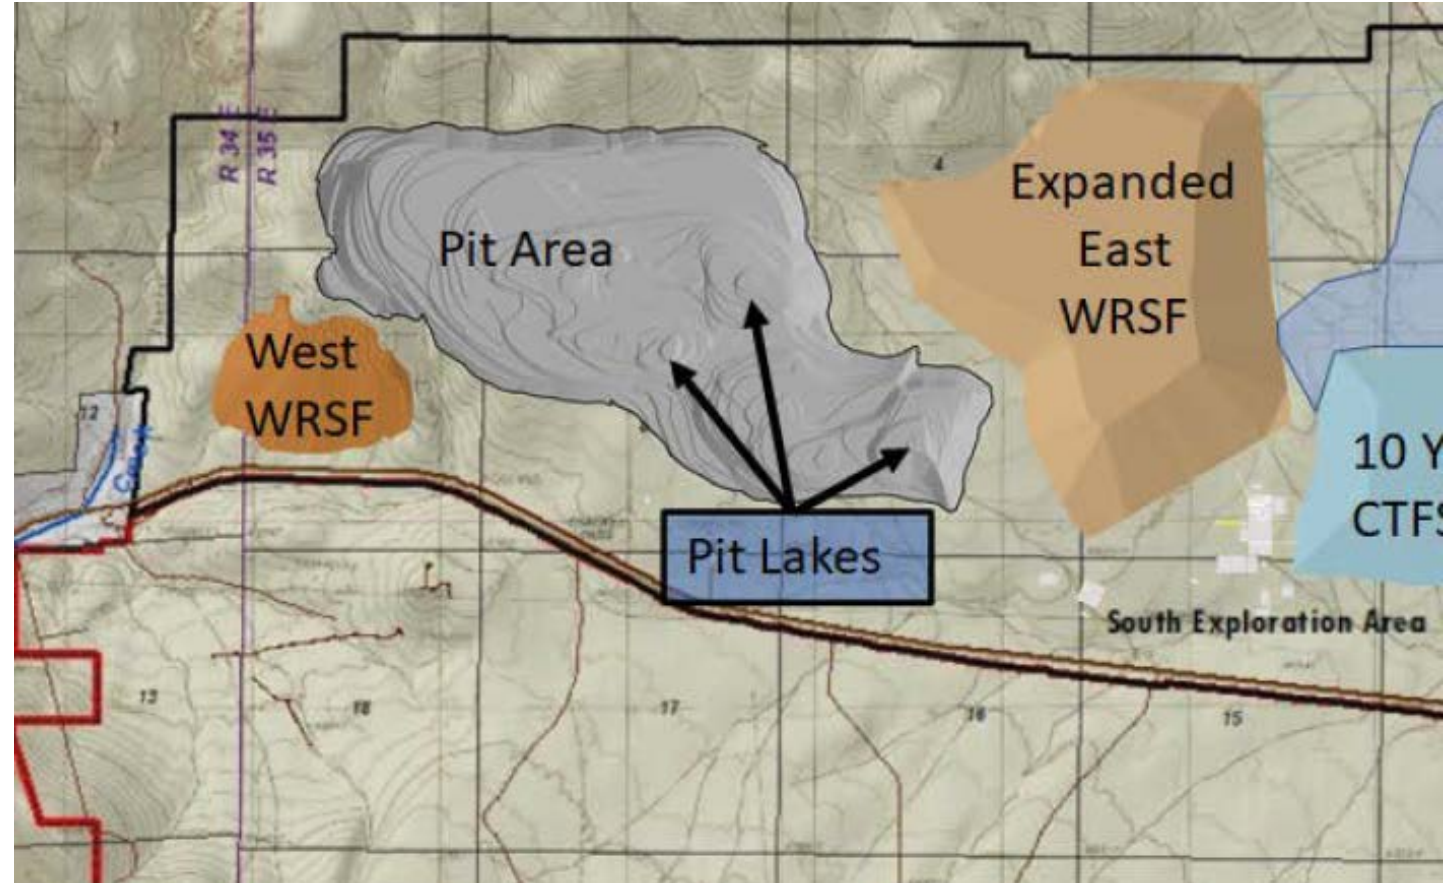 R 34 E
R 35 E
4
Pit Area
Expanded
East
WRSF
West
WRSF
12
10 Y
CTFS
Pit Lakes
South Exploration Area
13
18
17
16
15